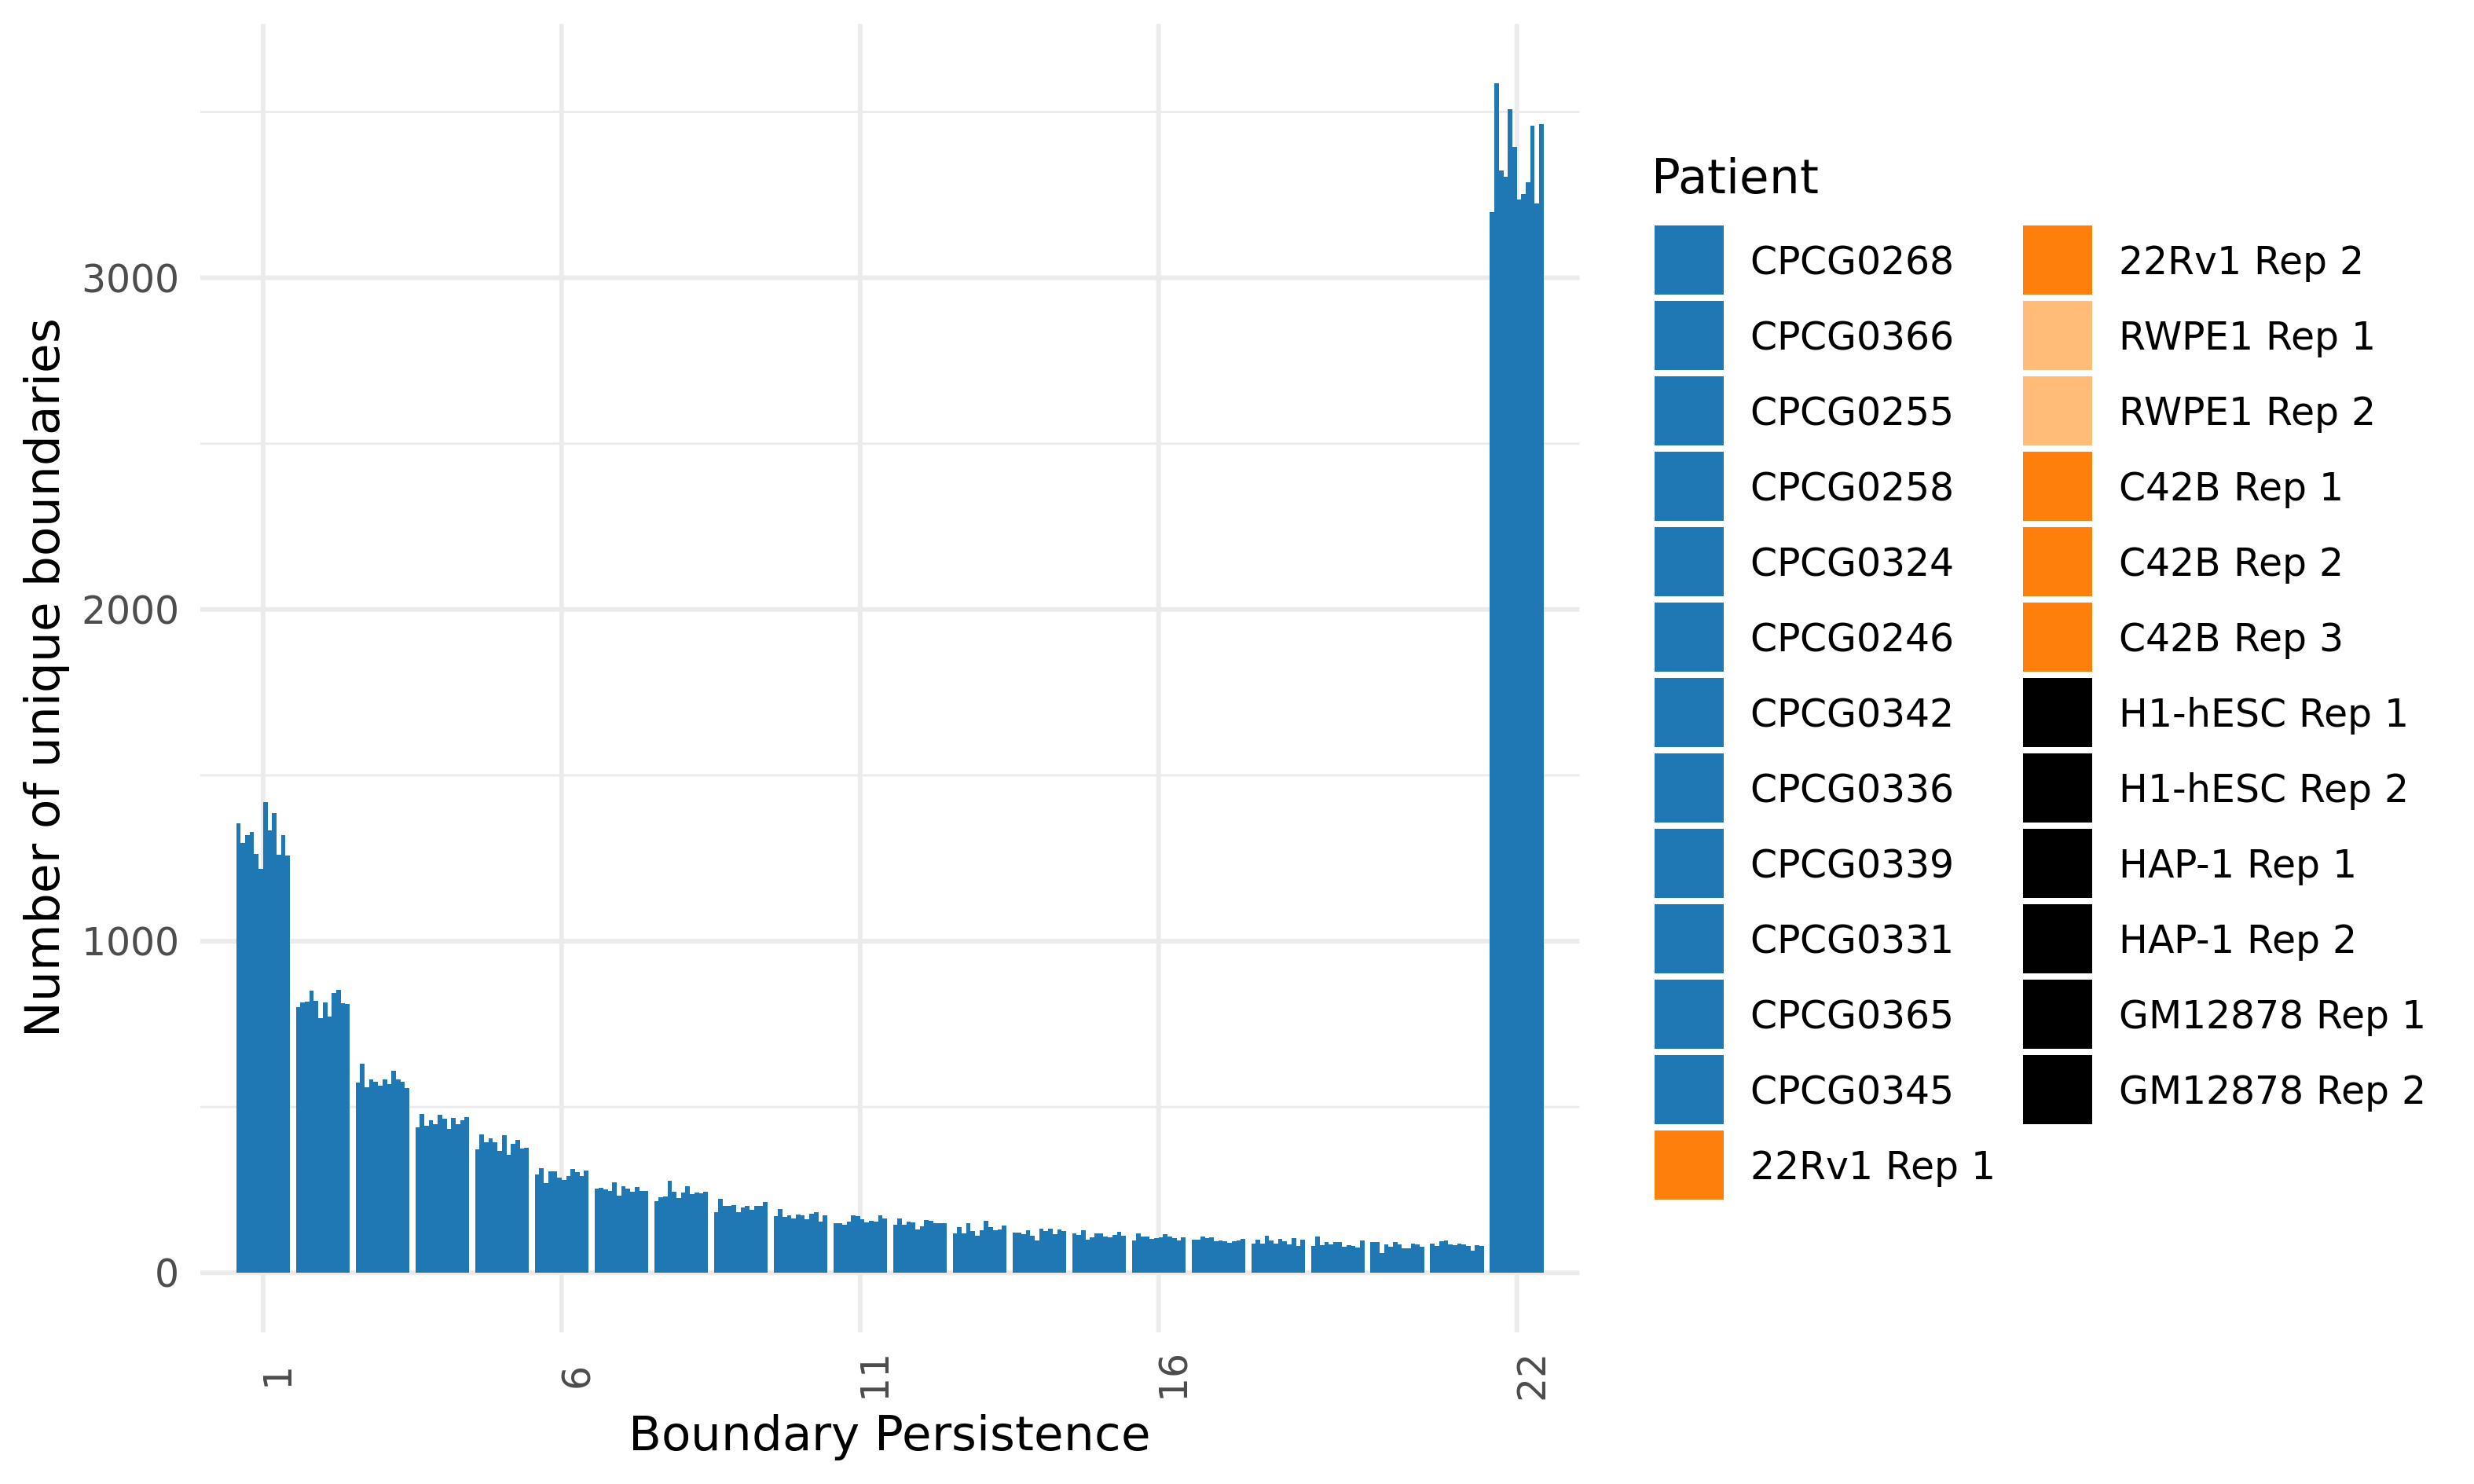 Number of unique boundaries
3000
2000
1000
0
1
6
11
16
22
Boundary Persistence
Patient
CPCG0268
CPCG0366
CPCG0255
CPCG0258
CPCG0324
CPCG0246
CPCG0342
CPCG0336
CPCG0339
CPCG0331
CPCG0365
CPCG0345
22Rv1 Rep 1
22Rv1 Rep 2
RWPE1 Rep 1
RWPE1 Rep 2
C42B Rep 1
C42B Rep 2
C42B Rep 3
H1-hESC Rep 1
H1-hESC Rep 2
HAP-1 Rep 1
HAP-1 Rep 2
GM12878 Rep 1
GM12878 Rep 2